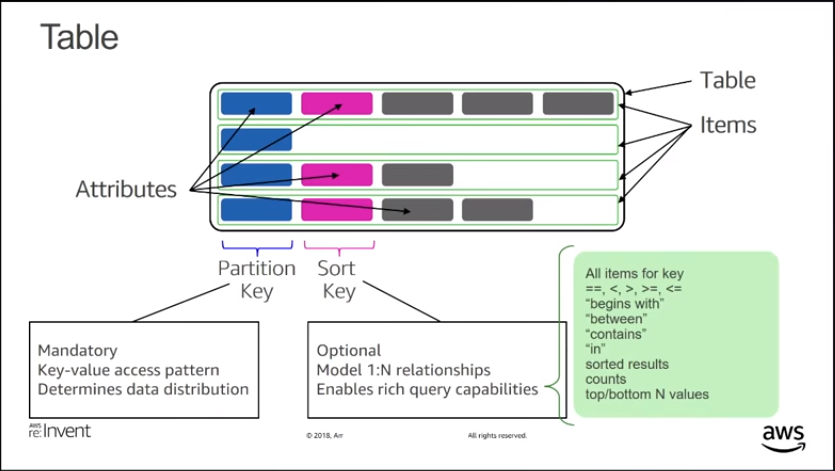 Table
Table
Items
Attributes
Partition
Key
Sort
Key
Mandatory
Key-value access pattern
Determines data distribution
Optional
Model 1:N relationships
Enables rich query capabilities
All items for key
==, <, >, >=, <=
“begins with”
“between”
“contains”
“in”
sorted results
counts
top/bottom N values
AWS
re:Invent
© 2018, Arr
All rights reserved.
aws